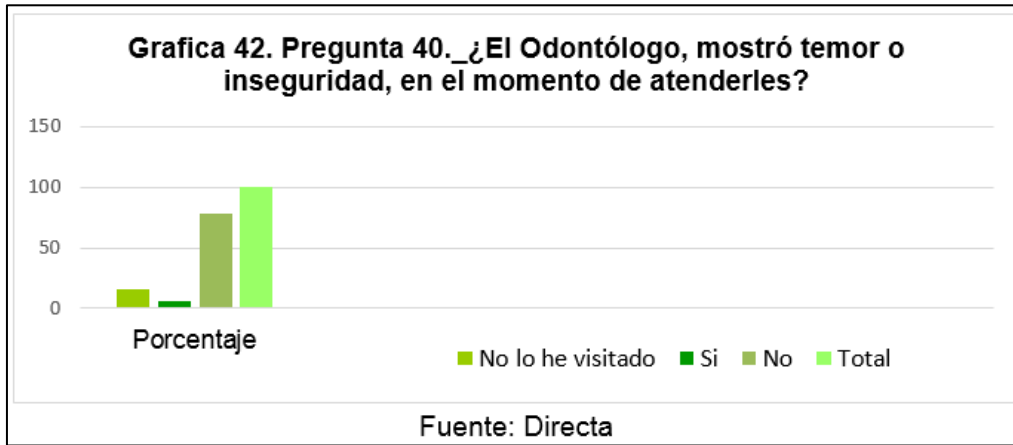 Grafica 42. Pregunta 40._¿El Odontólogo, mostró temor o
inseguridad, en el momento de atenderles?
150
100
50
0
Porcentaje
No lo he visitado Si No Total
Fuente: Directa